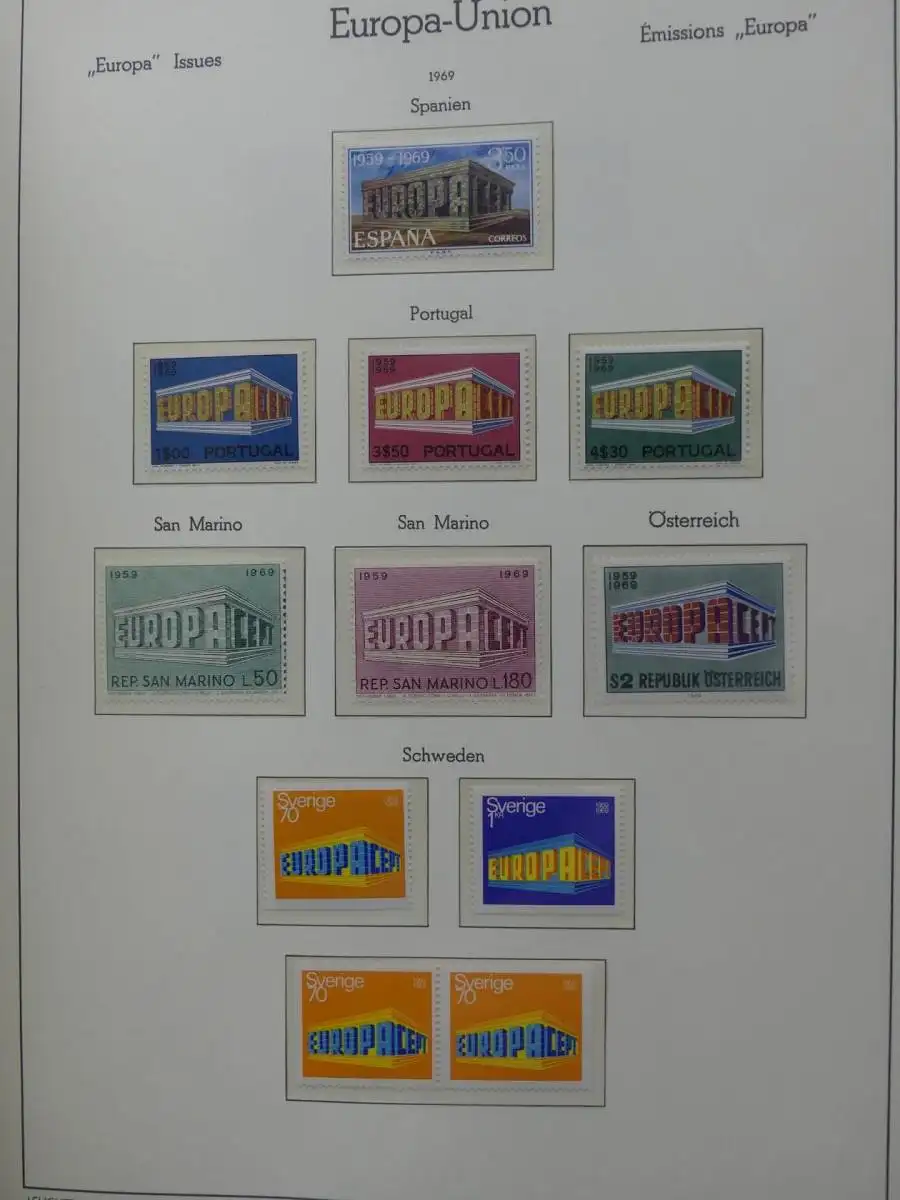 Europa-Union
„Europa” Issues
Émissions „Europa”
1969
Spanien
1959 - 1969 3'50
PTAS
EUROPA CEPT
ESPAÑA CORREOS
Portugal
1959
1969
EUROPA CEPT
1$00 PORTUGAL
1959
1969
EUROPA CEPT
3$50 PORTUGAL
1959
1969
EUROPA CEPT
4$30 PORTUGAL
San Marino
1959 1969
EUROPA CEPT
REP. SAN MARINO L.50
San Marino
1959 1969
EUROPA CEPT
REP. SAN MARINO L.180
Österreich
1959
1969
EUROPA CEPT
S2 REPUBLIK ÖSTERREICH
Schweden
Sverige
70
EUROPA CEPT
Sverige
1 KR
EUROPA CEPT
Sverige
70
EUROPA CEPT
Sverige
70
EUROPA CEPT